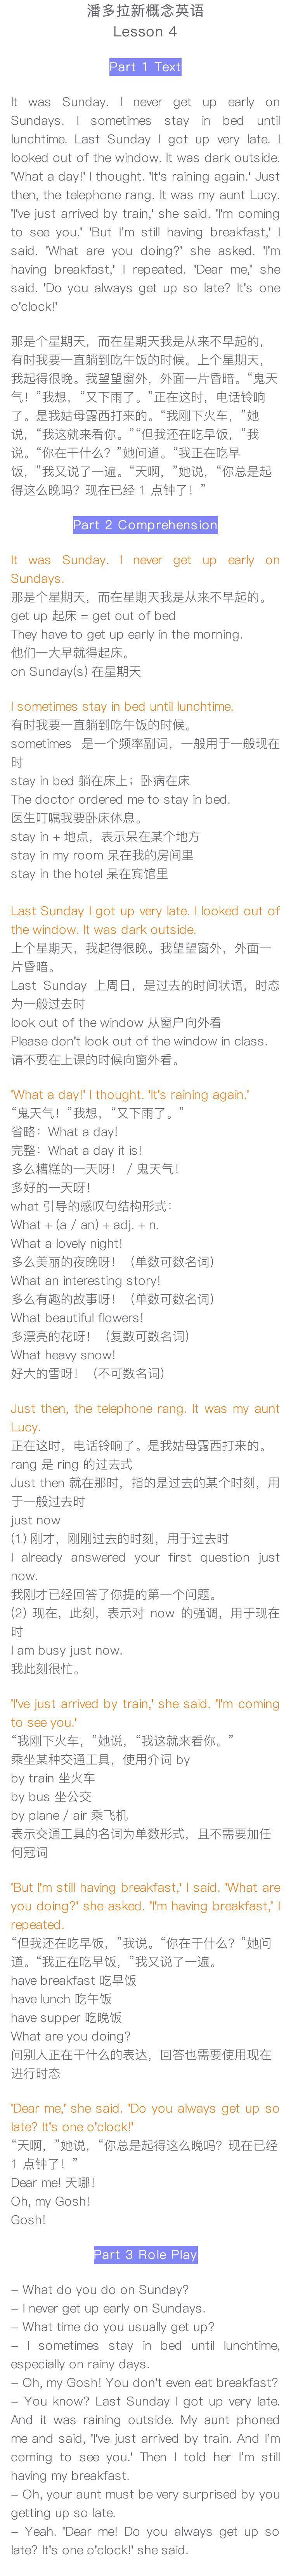 潘多拉新概念英语
Lesson 4
Part 1 Text
It was Sunday. I never get up early on
Sundays. I sometimes stay in bed until
lunchtime. Last Sunday I got up very late. I
looked out of the window. It was dark outside.
'What a day!' I thought. 'It's raining again.' Just
then, the telephone rang. It was my aunt Lucy.
'I've just arrived by train,' she said. 'I'm coming
to see you.' 'But I'm still having breakfast,' I
said. 'What are you doing?' she asked. 'I'm
having breakfast,' I repeated. 'Dear me,' she
said. 'Do you always get up so late? It's one
o'clock!'
那是个星期天，而在星期天我是从来不早起的，
有时我要一直躺到吃午饭的时候。上个星期天，
我起得很晚。我望望窗外，外面一片昏暗。“鬼天
气！”我想，“又下雨了。”正在这时，电话铃响
了。是我姑母露西打来的。“我刚下火车，”她
说，“我这就来看你。”“但我还在吃早饭，”我
说。“你在干什么？”她问道。“我正在吃早
饭，”我又说了一遍。“天啊，”她说，“你总是起
得这么晚吗？现在已经 1 点钟了！”
Part 2 Comprehension
It was Sunday. I never get up early on
Sundays.
那是个星期天，而在星期天我是从来不早起的。
get up 起床 = get out of bed
They have to get up early in the morning.
他们一大早就得起床。
on Sunday(s) 在星期天
I sometimes stay in bed until lunchtime.
有时我要一直躺到吃午饭的时候。
sometimes 是一个频率副词，一般用于一般现在
时
stay in bed 躺在床上；卧病在床
The doctor ordered me to stay in bed.
医生叮嘱我要卧床休息。
stay in + 地点，表示呆在某个地方
stay in my room 呆在我的房间里
stay in the hotel 呆在宾馆里
Last Sunday I got up very late. I looked out of
the window. It was dark outside.
上个星期天，我起得很晚。我望望窗外，外面一
片昏暗。
Last Sunday 上周日，是过去的时间状语，时态
为一般过去时
look out of the window 从窗户向外看
Please don't look out of the window in class.
请不要在上课的时候向窗外看。
'What a day!' I thought. 'It's raining again.'
“鬼天气！”我想，“又下雨了。”
省略：What a day!
完整：What a day it is!
多么糟糕的一天呀！ / 鬼天气！
多好的一天呀！
what 引导的感叹句结构形式：
What + (a / an) + adj. + n.
What a lovely night!
多么美丽的夜晚呀！（单数可数名词）
What an interesting story!
多么有趣的故事呀！（单数可数名词）
What beautiful flowers!
多漂亮的花呀！（复数可数名词）
What heavy snow!
好大的雪呀！（不可数名词）
Just then, the telephone rang. It was my aunt
Lucy.
正在这时，电话铃响了。是我姑母露西打来的。
rang 是 ring 的过去式
Just then 就在那时，指的是过去的某个时刻，用
于一般过去时
just now
(1) 刚才，刚刚过去的时刻，用于过去时
I already answered your first question just
now.
我刚才已经回答了你提的第一个问题。
(2) 现在，此刻，表示对 now 的强调，用于现在
时
I am busy just now.
我此刻很忙。
'I've just arrived by train,' she said. 'I'm coming
to see you.'
“我刚下火车，”她说，“我这就来看你。”
乘坐某种交通工具，使用介词 by
by train 坐火车
by bus 坐公交
by plane / air 乘飞机
表示交通工具的名词为单数形式，且不需要加任
何冠词
'But I'm still having breakfast,' I said. 'What are
you doing?' she asked. 'I'm having breakfast,' I
repeated.
“但我还在吃早饭，”我说。“你在干什么？”她问
道。“我正在吃早饭，”我又说了一遍。
have breakfast 吃早饭
have lunch 吃午饭
have supper 吃晚饭
What are you doing?
问别人正在干什么的表达，回答也需要使用现在
进行时态
'Dear me,' she said. 'Do you always get up so
late? It's one o'clock!'
“天啊，”她说，“你总是起得这么晚吗？现在已经
1 点钟了！”
Dear me! 天哪！
Oh, my Gosh!
Gosh!
Part 3 Role Play
- What do you do on Sunday?
- I never get up early on Sundays.
- What time do you usually get up?
- I sometimes stay in bed until lunchtime,
especially on rainy days.
- Oh, my Gosh! You don't even eat breakfast?
- You know? Last Sunday I got up very late.
And it was raining outside. My aunt phoned
me and said, 'I've just arrived by train. And I'm
coming to see you.' Then I told her I'm still
having my breakfast.
- Oh, your aunt must be very surprised by you
getting up so late.
- Yeah. 'Dear me! Do you always get up so
late? It's one o'clock!' she said.